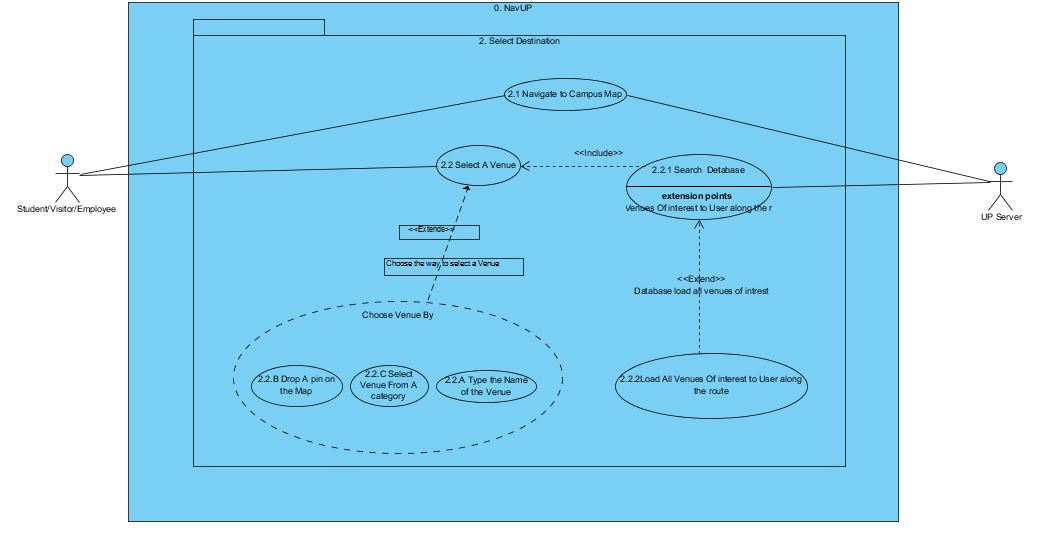 0. NavUP
2. Select Destination
2.1 Navigate to Campus Map
2.2 Select A Venue
<<Include>>
2.2.1 Search Database
extension points
Venues Of interest to User along the r
Student/Visitor/Employee
UP Server
<<Extends>>
Choose the way to select a Venue
<<Extend>>
Database load all venues of intrest
Choose Venue By
2.2.B Drop A pin on
the Map
2.2.C Select
Venue From A
category
2.2.A Type the Name
of the Venue
2.2.2Load All Venues Of interest to User along
the route